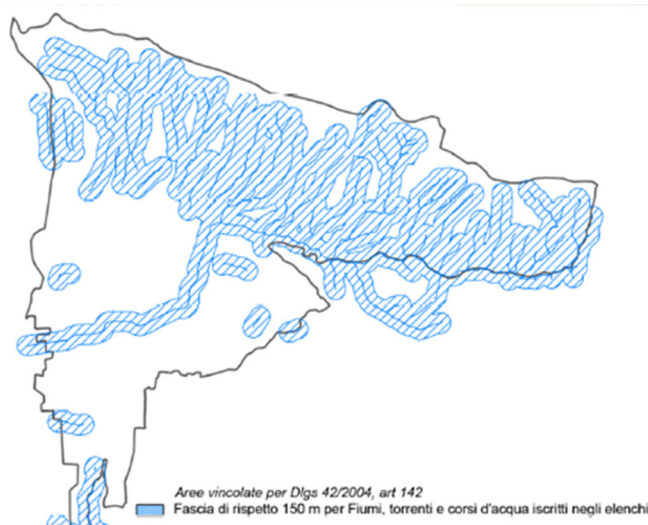 Aree vincolate per Dlgs 42/2004, art 142
Fascia di rispetto 150 m per Fiumi, torrenti e corsi d'acqua iscritti negli elenchi